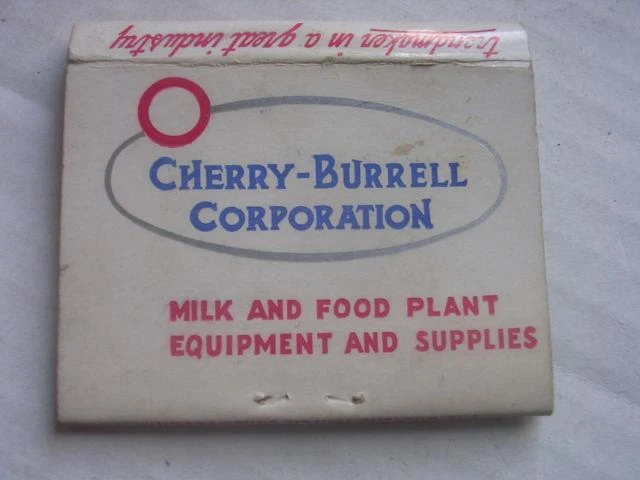 trendmaker in a great industry
CHERRY-BURRELL
CORPORATION
MILK AND FOOD PLANT
EQUIPMENT AND SUPPLIES